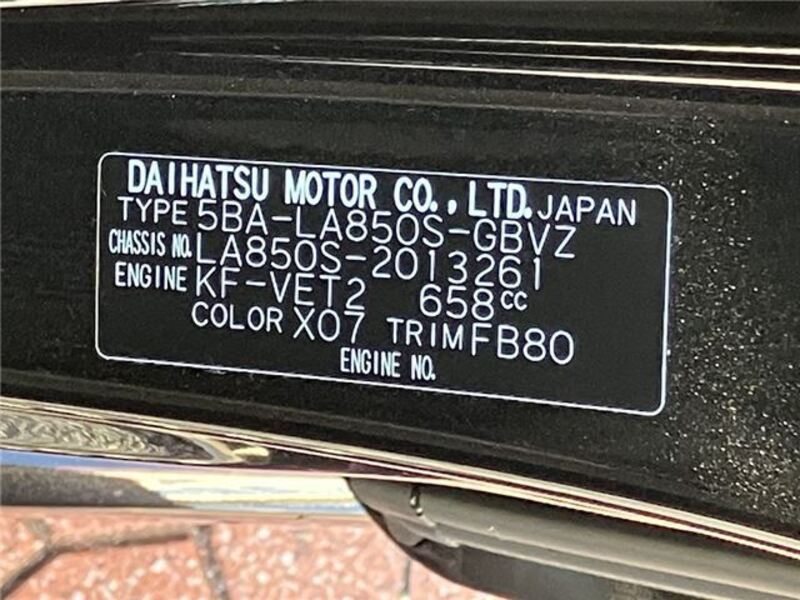 DAIHATSU MOTOR CO., LTD. JAPAN
TYPE 5BA-LA850S-GBVZ
CHASSIS NO. LA850S-2013261
ENGINE KF-VET2 658cc
COLOR X07 TRIM FB80
ENGINE NO.